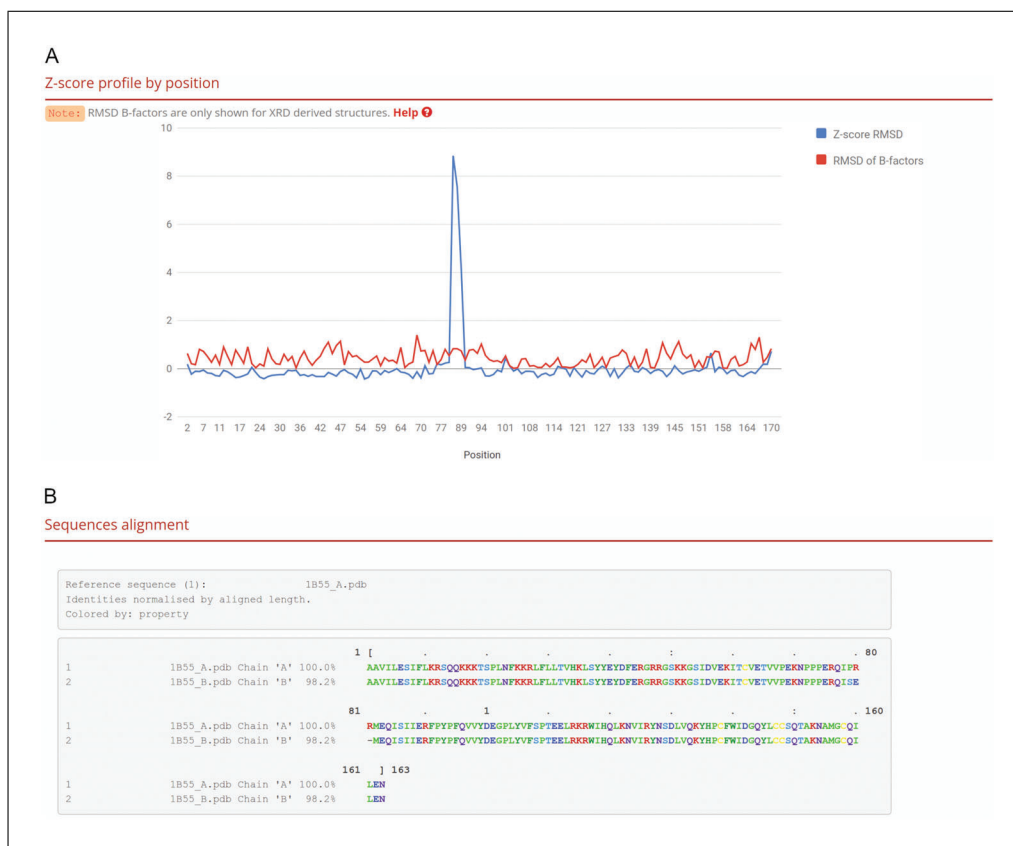 A
Z-score profile by position
Note: RMSD B-factors are only shown for XRD derived structures. Help ?
10
8
6
4
2
0
-2
Z-score RMSD
RMSD of B-factors
2 7 11 17 24 30 36 42 47 54 59 64 70 77 89 94 101 108 114 121 127 133 139 145 151 158 164 170
Position
B
Sequences alignment
Reference sequence (1): 1B55_A.pdb
Identities normalised by aligned length.
Colored by: property
1 [ . . . . : . . . 80
1 1B55_A.pdb Chain 'A' 100.0% AAVILESIFLKRSQQKKKTSPLNFKKRLFLLTVHKLSYYEYDFERGRRGSKKGSIDVEKITCVETVVPEKNPPPERQIPR
2 1B55_B.pdb Chain 'B' 98.2% AAVILESIFLKRSQQKKKTSPLNFKKRLFLLTVHKLSYYEYDFERGRRGSKKGSIDVEKITCVETVVPEKNPPPERQISE
81 . 1 . . . . : . 160
1 1B55_A.pdb Chain 'A' 100.0% RMEQISIIERFPYPFQVVYDEGPLYVFSPTEELRKRWIHQLKNVIRYNSDLVQKYHPCFWIDGQYLCCSQTAKNAMGCQI
2 1B55_B.pdb Chain 'B' 98.2% -MEQISIIERFPYPFQVVYDEGPLYVFSPTEELRKRWIHQLKNVIRYNSDLVQKYHPCFWIDGQYLCCSQTAKNAMGCQI
161 ] 163
1 1B55_A.pdb Chain 'A' 100.0% LEN
2 1B55_B.pdb Chain 'B' 98.2% LEN